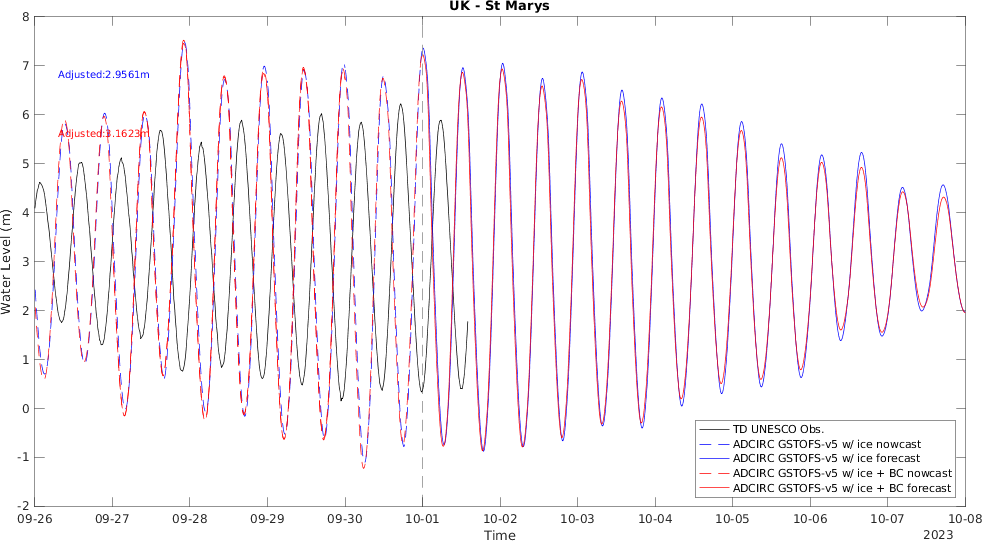 UK - St Marys
8
7
6
5
4
3
2
1
0
-1
-2
Water Level (m)
Adjusted:2.9561m
Adjusted:3.1623m
TD UNESCO Obs.
ADCIRC GSTOFS-v5 w/ ice nowcast
ADCIRC GSTOFS-v5 w/ ice forecast
ADCIRC GSTOFS-v5 w/ ice + BC nowcast
ADCIRC GSTOFS-v5 w/ ice + BC forecast
09-26 09-27 09-28 09-29 09-30 10-01 10-02 10-03 10-04 10-05 10-06 10-07 10-08
Time
2023